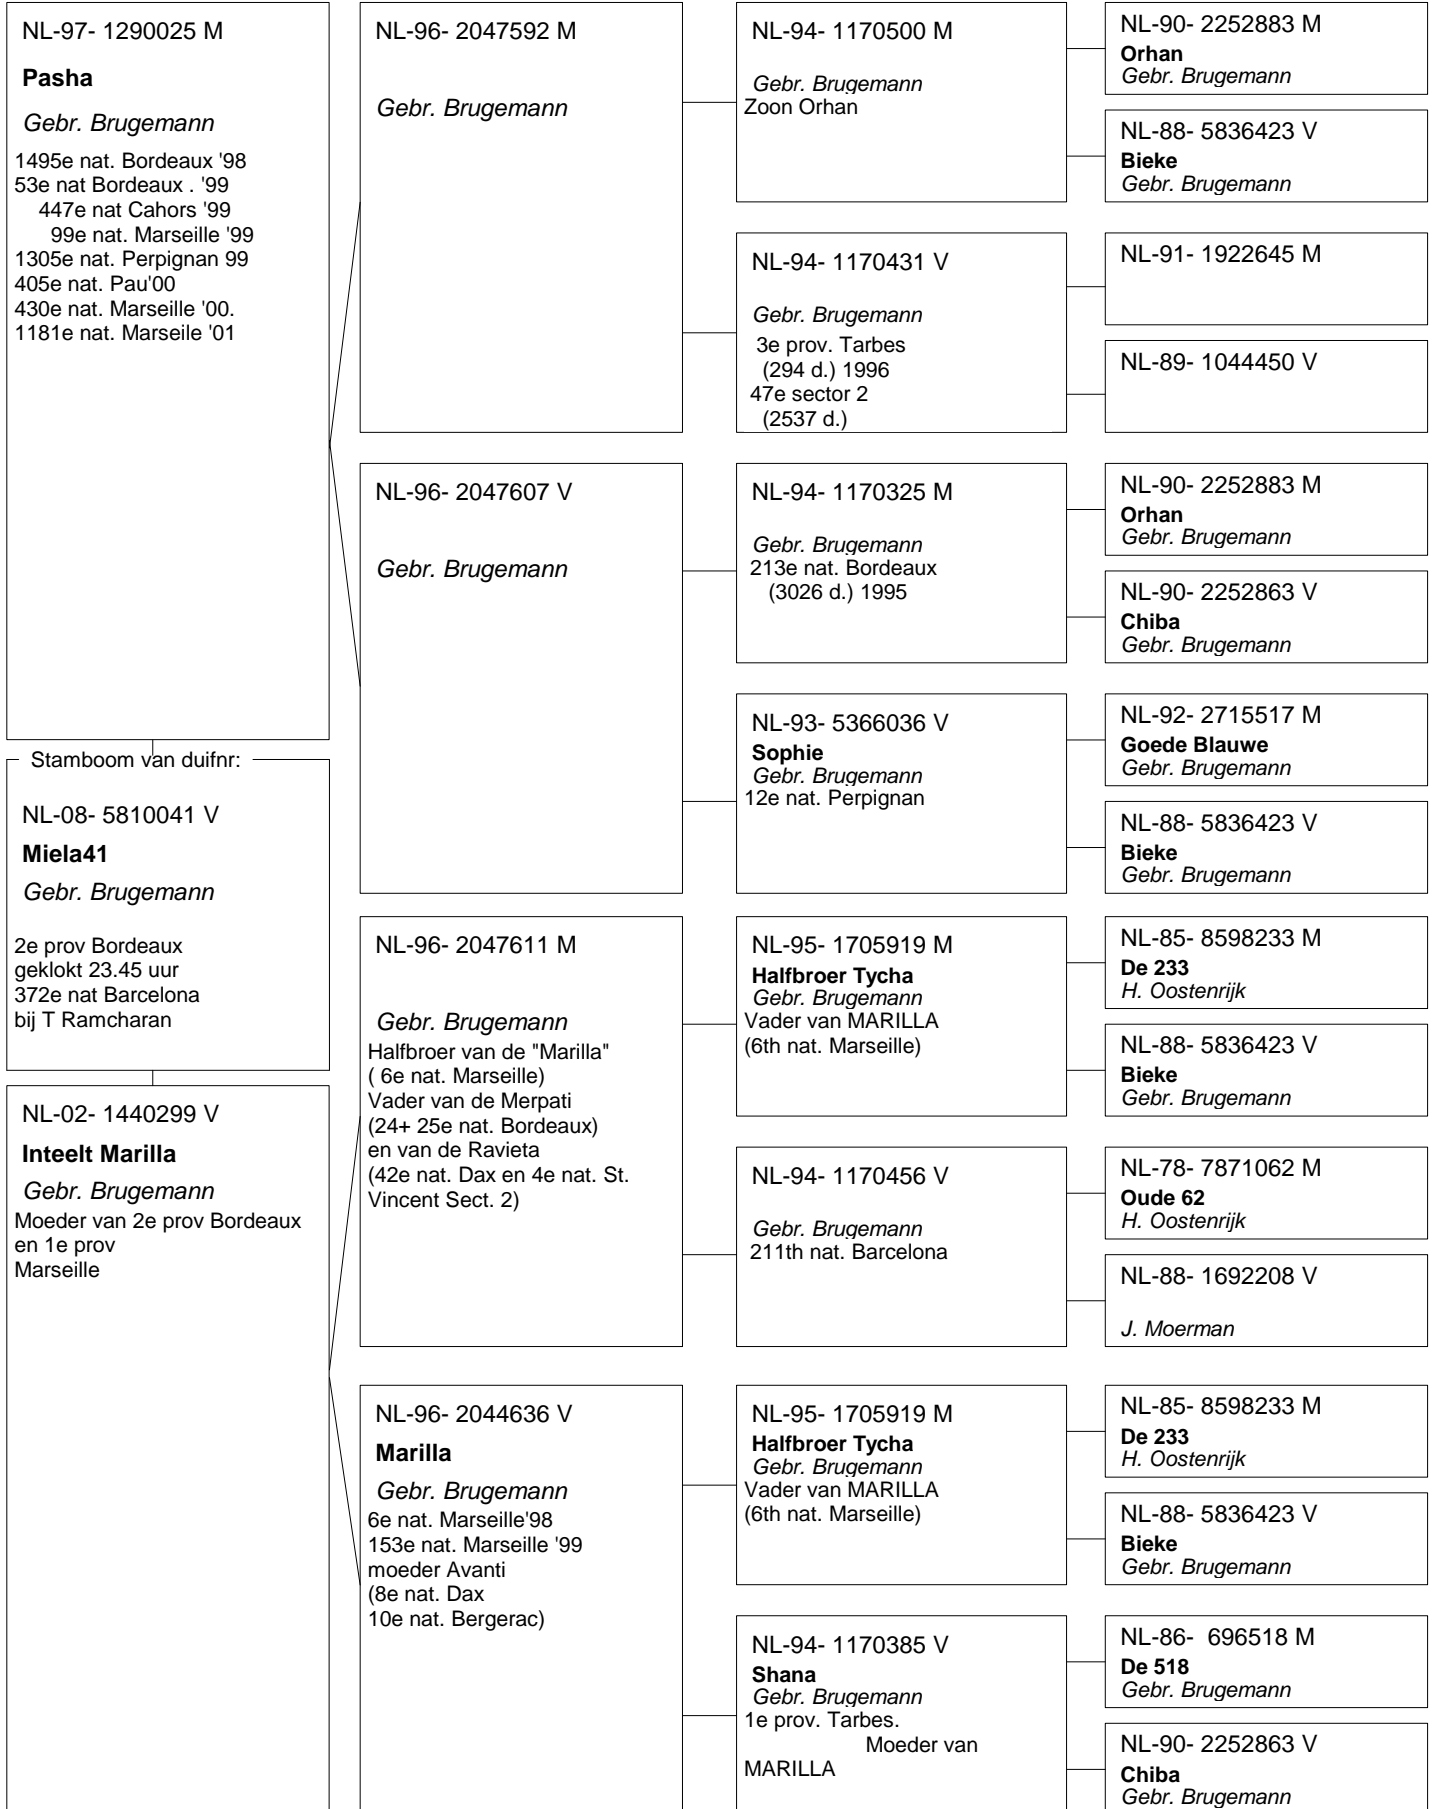 NL-97- 1290025 M
Pasha
Gebr. Brugemann
1495e nat. Bordeaux '98
53e nat Bordeaux . '99
447e nat Cahors '99
99e nat. Marseille '99
1305e nat. Perpignan 99
405e nat. Pau'00
430e nat. Marseille '00.
1181e nat. Marseile '01
Stamboom van duifnr:
NL-08- 5810041 V
Miela41
Gebr. Brugemann
2e prov Bordeaux
geklokt 23.45 uur
372e nat Barcelona
bij T Ramcharan
NL-02- 1440299 V
Inteelt Marilla
Gebr. Brugemann
Moeder van 2e prov Bordeaux
en 1e prov
Marseille
NL-96- 2047592 M
Gebr. Brugemann
NL-96- 2047607 V
Gebr. Brugemann
NL-96- 2047611 M
Gebr. Brugemann
Halfbroer van de "Marilla"
( 6e nat. Marseille)
Vader van de Merpati
(24+ 25e nat. Bordeaux)
en van de Ravieta
(42e nat. Dax en 4e nat. St.
Vincent Sect. 2)
NL-96- 2044636 V
Marilla
Gebr. Brugemann
6e nat. Marseille'98
153e nat. Marseille '99
moeder Avanti
(8e nat. Dax
10e nat. Bergerac)
NL-94- 1170500 M
Gebr. Brugemann
Zoon Orhan
NL-94- 1170431 V
Gebr. Brugemann
3e prov. Tarbes
(294 d.) 1996
47e sector 2
(2537 d.)
NL-94- 1170325 M
Gebr. Brugemann
213e nat. Bordeaux
(3026 d.) 1995
NL-93- 5366036 V
Sophie
Gebr. Brugemann
12e nat. Perpignan
NL-95- 1705919 M
Halfbroer Tycha
Gebr. Brugemann
Vader van MARILLA
(6th nat. Marseille)
NL-94- 1170456 V
Gebr. Brugemann
211th nat. Barcelona
NL-95- 1705919 M
Halfbroer Tycha
Gebr. Brugemann
Vader van MARILLA
(6th nat. Marseille)
NL-94- 1170385 V
Shana
Gebr. Brugemann
1e prov. Tarbes.
Moeder van
MARILLA
NL-90- 2252883 M
Orhan
Gebr. Brugemann
NL-88- 5836423 V
Bieke
Gebr. Brugemann
NL-91- 1922645 M
NL-89- 1044450 V
NL-90- 2252883 M
Orhan
Gebr. Brugemann
NL-90- 2252863 V
Chiba
Gebr. Brugemann
NL-92- 2715517 M
Goede Blauwe
Gebr. Brugemann
NL-88- 5836423 V
Bieke
Gebr. Brugemann
NL-85- 8598233 M
De 233
H. Oostenrijk
NL-88- 5836423 V
Bieke
Gebr. Brugemann
NL-78- 7871062 M
Oude 62
H. Oostenrijk
NL-88- 1692208 V
J. Moerman
NL-85- 8598233 M
De 233
H. Oostenrijk
NL-88- 5836423 V
Bieke
Gebr. Brugemann
NL-86- 696518 M
De 518
Gebr. Brugemann
NL-90- 2252863 V
Chiba
Gebr. Brugemann